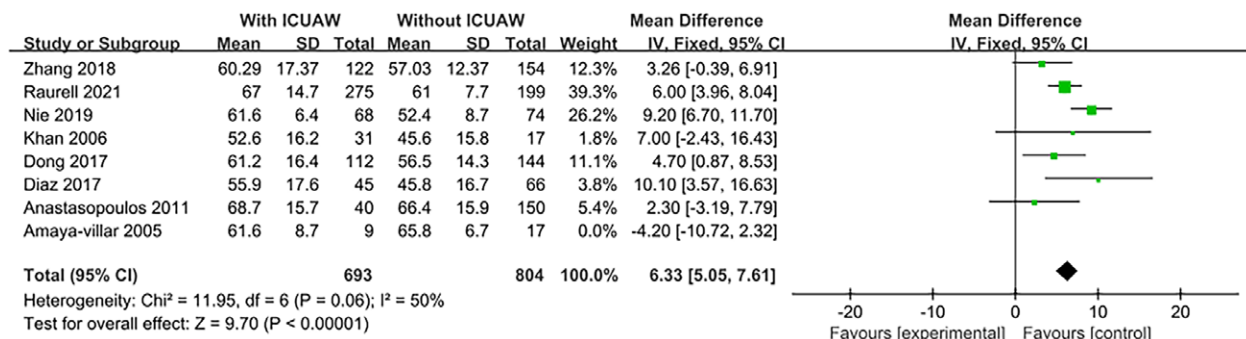 With ICUAW Without ICUAW Mean Difference Mean Difference
Study or Subgroup Mean SD Total Mean SD Total Weight IV, Fixed, 95% CI IV, Fixed, 95% CI
Zhang 2018 60.29 17.37 122 57.03 12.37 154 12.3% 3.26 [-0.39, 6.91]
Raurell 2021 67 14.7 275 61 7.7 199 39.3% 6.00 [3.96, 8.04]
Nie 2019 61.6 6.4 68 52.4 8.7 74 26.2% 9.20 [6.70, 11.70]
Khan 2006 52.6 16.2 31 45.6 15.8 17 1.8% 7.00 [-2.43, 16.43]
Dong 2017 61.2 16.4 112 56.5 14.3 144 11.1% 4.70 [0.87, 8.53]
Diaz 2017 55.9 17.6 45 45.8 16.7 66 3.8% 10.10 [3.57, 16.63]
Anastasopoulos 2011 68.7 15.7 40 66.4 15.9 150 5.4% 2.30 [-3.19, 7.79]
Amaya-villar 2005 61.6 8.7 9 65.8 6.7 17 0.0% -4.20 [-10.72, 2.32]
Total (95% CI) 693 804 100.0% 6.33 [5.05, 7.61]
Heterogeneity: Chi² = 11.95, df = 6 (P = 0.06); I² = 50%
Test for overall effect: Z = 9.70 (P < 0.00001)
-20 -10 0 10 20
Favours [experimental] Favours [control]